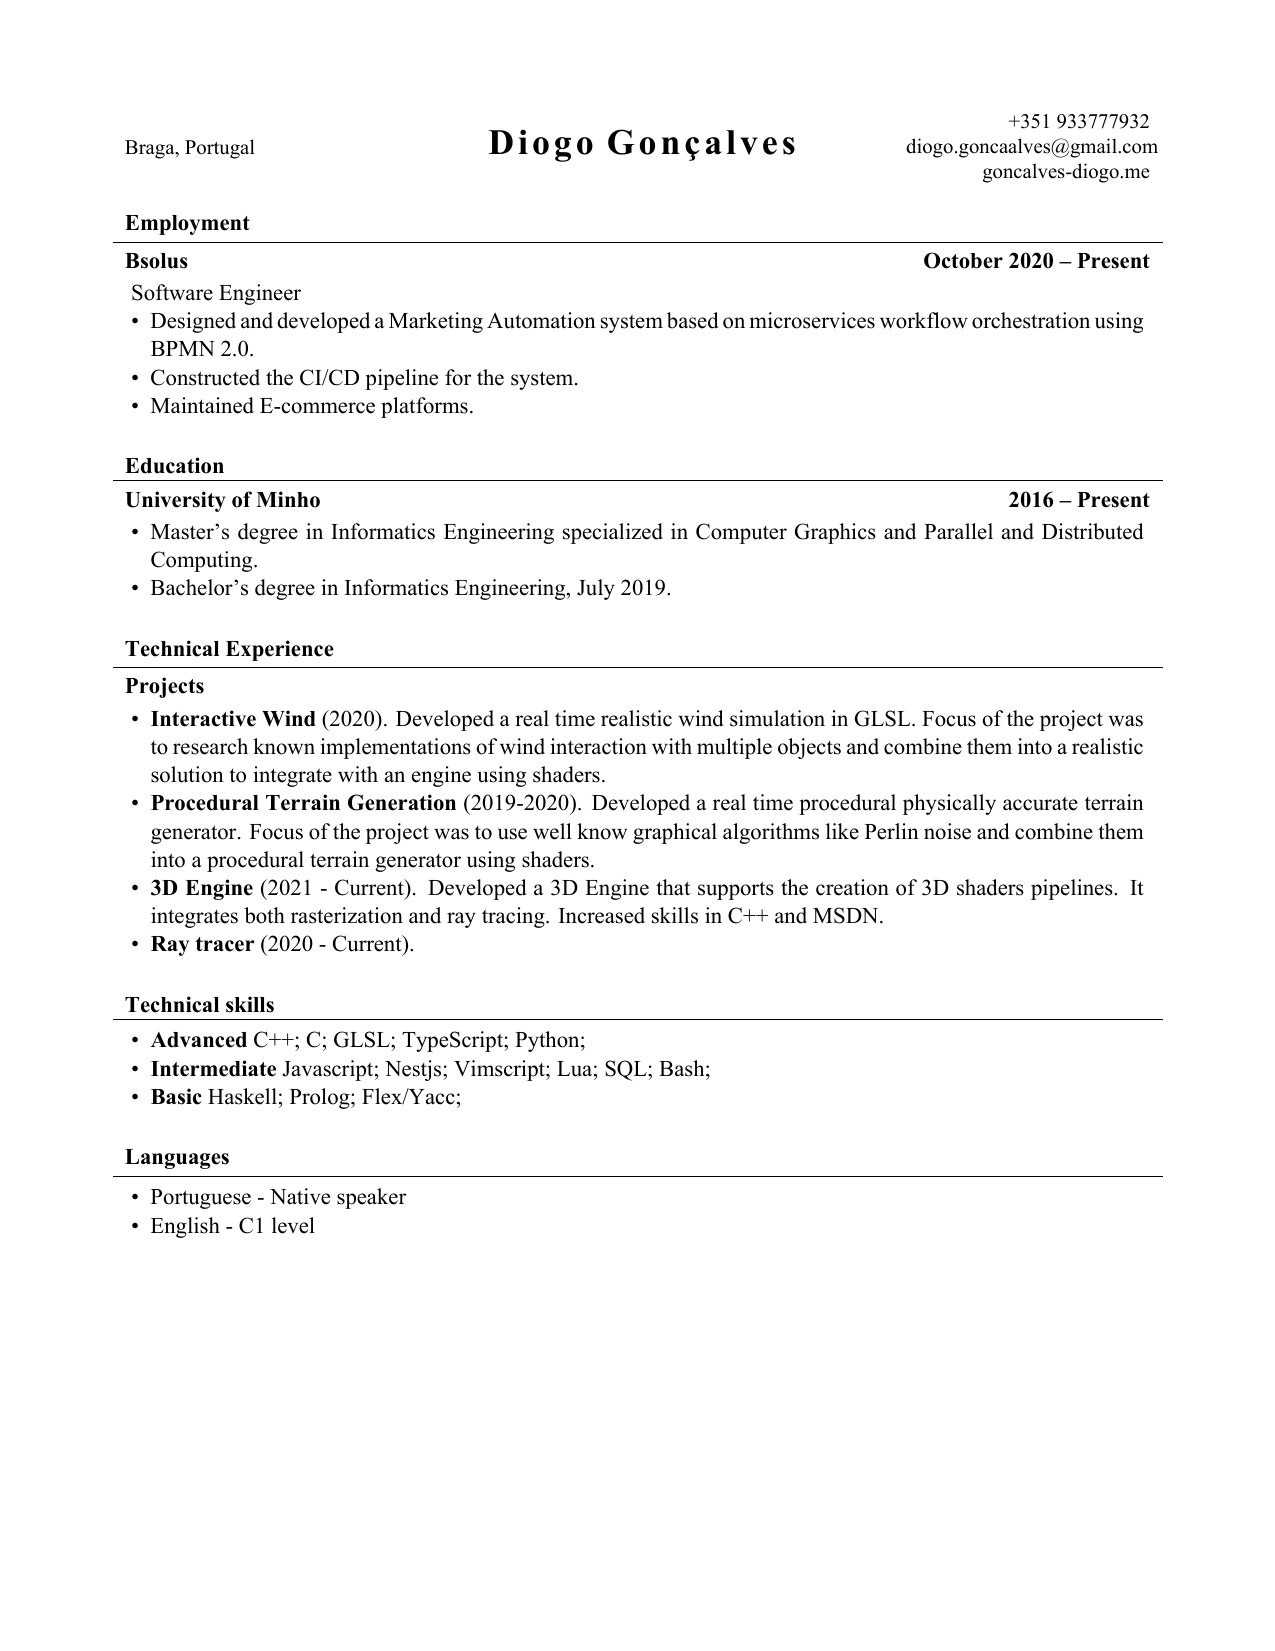 +351 933777932
Braga, Portugal Diogo Gonçalves diogo.goncaalves@gmail.com
goncalves-diogo.me
Employment
Bsolus October 2020 – Present
Software Engineer
• Designed and developed a Marketing Automation system based on microservices workflow orchestration using
BPMN 2.0.
• Constructed the CI/CD pipeline for the system.
• Maintained E-commerce platforms.
Education
University of Minho 2016 – Present
• Master’s degree in Informatics Engineering specialized in Computer Graphics and Parallel and Distributed
Computing.
• Bachelor’s degree in Informatics Engineering, July 2019.
Technical Experience
Projects
• Interactive Wind (2020). Developed a real time realistic wind simulation in GLSL. Focus of the project was
to research known implementations of wind interaction with multiple objects and combine them into a realistic
solution to integrate with an engine using shaders.
• Procedural Terrain Generation (2019-2020). Developed a real time procedural physically accurate terrain
generator. Focus of the project was to use well know graphical algorithms like Perlin noise and combine them
into a procedural terrain generator using shaders.
• 3D Engine (2021 - Current). Developed a 3D Engine that supports the creation of 3D shaders pipelines. It
integrates both rasterization and ray tracing. Increased skills in C++ and MSDN.
• Ray tracer (2020 - Current).
Technical skills
• Advanced C++; C; GLSL; TypeScript; Python;
• Intermediate Javascript; Nestjs; Vimscript; Lua; SQL; Bash;
• Basic Haskell; Prolog; Flex/Yacc;
Languages
• Portuguese - Native speaker
• English - C1 level